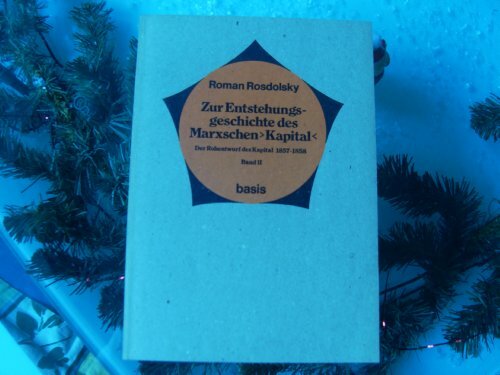 Roman Rosdolsky
Zur Entstehungs-
geschichte des
Marxschen >Kapital<
Der Rohentwurf des Kapital 1857-1858
Band II
basis